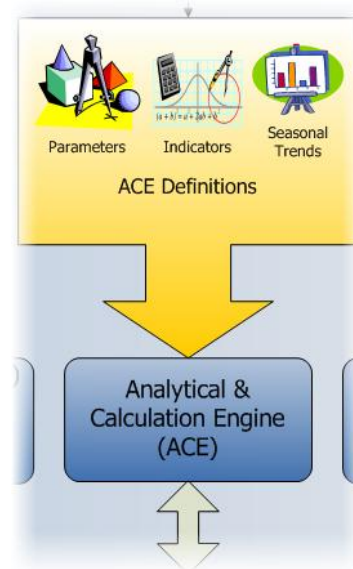 Parameters
Indicators
Seasonal
Trends
ACE Definitions
Analytical &
Calculation Engine
(ACE)